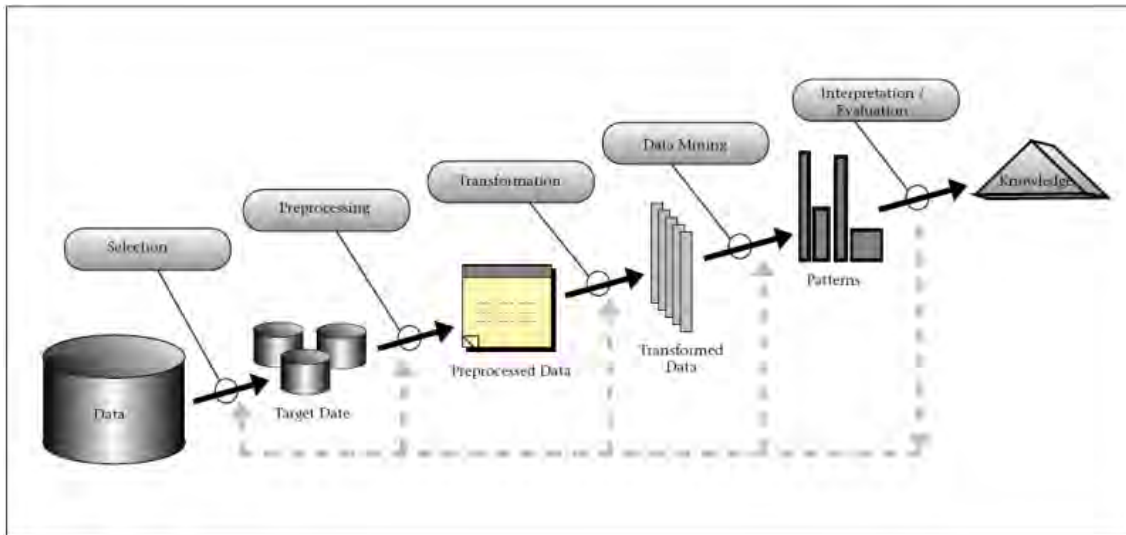 Interpretation /
Evaluation
Data Mining
Transformation
Preprocessing
Selection
Knowledge
Patterns
Transformed
Data
Preprocessed Data
Target Date
Data